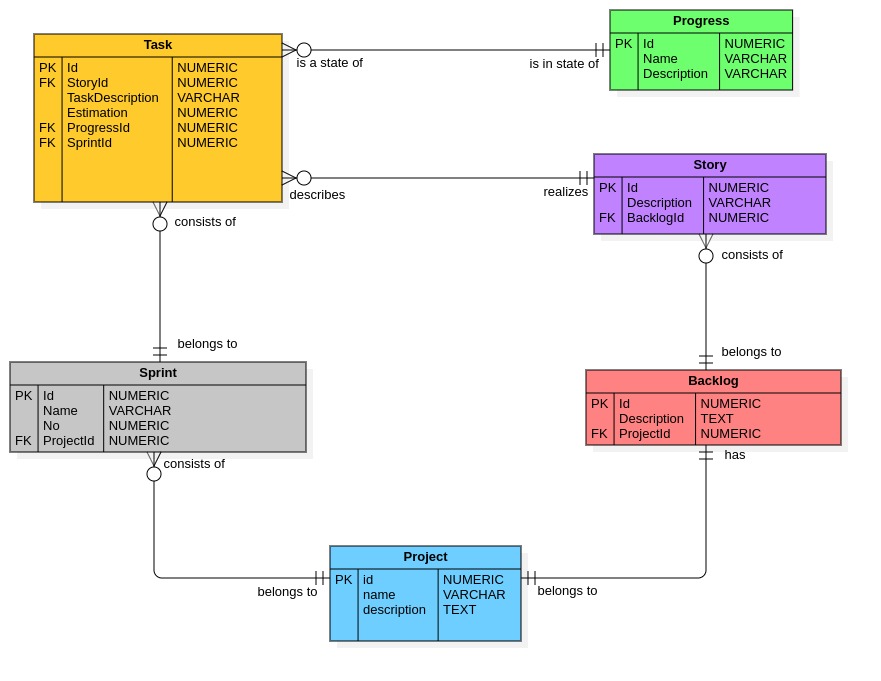 Progress
PK Id NUMERIC
Name VARCHAR
Description VARCHAR
Task
PK Id NUMERIC
FK StoryId NUMERIC
TaskDescription VARCHAR
Estimation NUMERIC
FK ProgressId NUMERIC
FK SprintId NUMERIC
is a state of
is in state of
Story
PK Id NUMERIC
Description VARCHAR
FK BacklogId NUMERIC
describes
realizes
consists of
consists of
belongs to
belongs to
Sprint
PK Id NUMERIC
Name VARCHAR
No NUMERIC
FK ProjectId NUMERIC
Backlog
PK Id NUMERIC
Description TEXT
FK ProjectId NUMERIC
consists of
has
Project
PK id NUMERIC
name VARCHAR
description TEXT
belongs to
belongs to